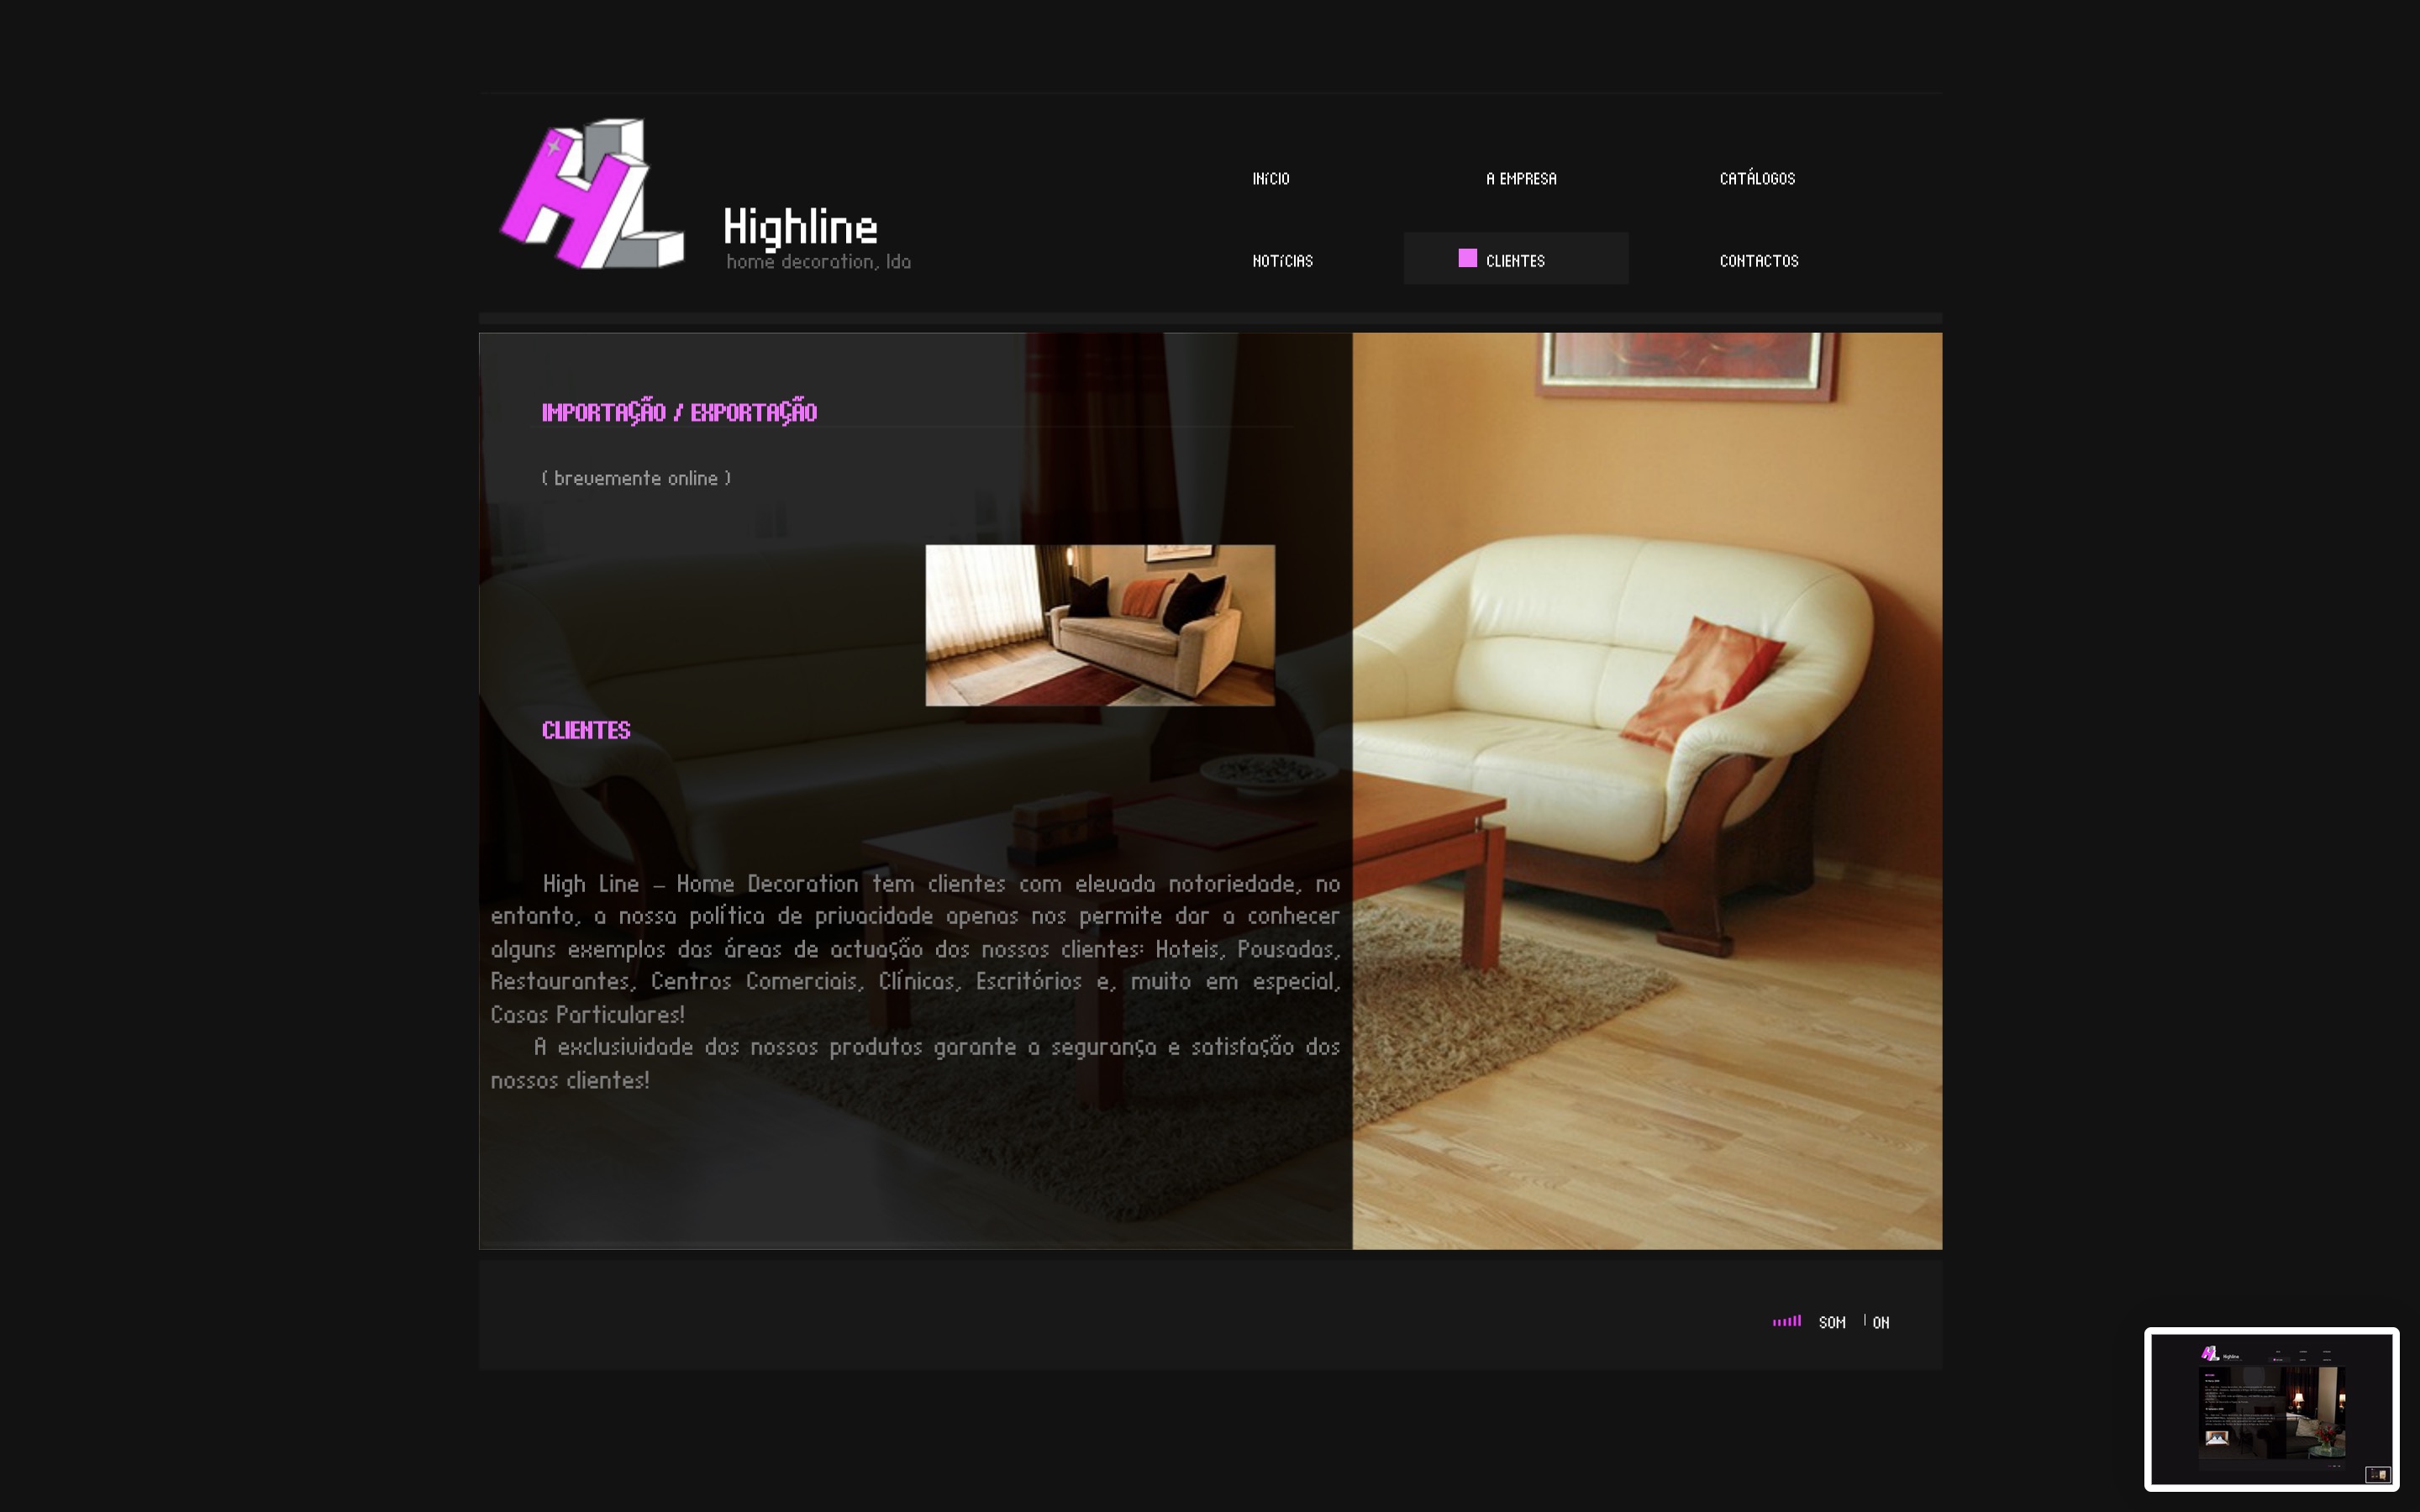 HL
Highline
home decoration, lda
INíCIO
A EMPRESA
CATÁLOGOS
NOTíCIAS
CLIENTES
CONTACTOS
IMPORTAÇÃO / EXPORTAÇÃO
( brevemente online )
CLIENTES
High Line – Home Decoration tem clientes com elevada notoriedade, no
entanto, a nossa política de privacidade apenas nos permite dar a conhecer
alguns exemplos das áreas de actuação dos nossos clientes: Hoteis, Pousadas,
Restaurantes, Centros Comerciais, Clínicas, Escritórios e, muito em especial,
Casas Particulares!
A exclusividade dos nossos produtos garante a segurança e satisfação dos
nossos clientes!
SOM | ON